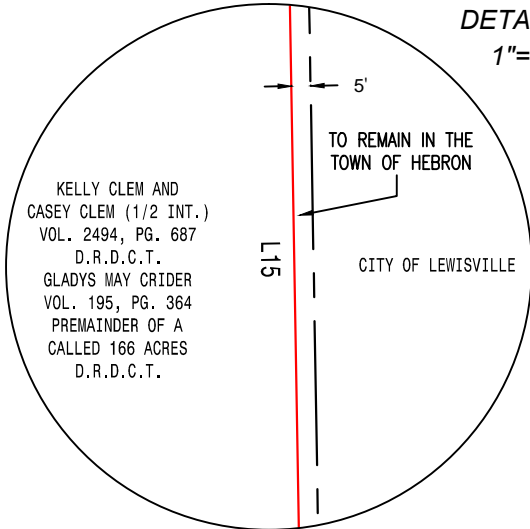 DETA
1"=
5'
TO REMAIN IN THE
TOWN OF HEBRON
KELLY CLEM AND
CASEY CLEM (1/2 INT.)
VOL. 2494, PG. 687
D.R.D.C.T.
GLADYS MAY CRIDER
VOL. 195, PG. 364
PREMAINDER OF A
CALLED 166 ACRES
D.R.D.C.T.
L15
CITY OF LEWISVILLE